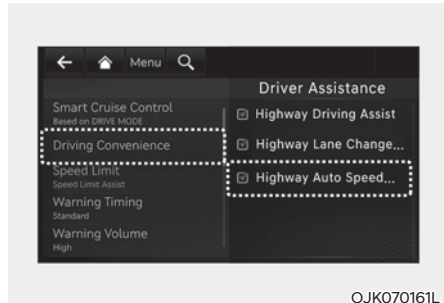 Menu
Driver Assistance
Smart Cruise Control
Based on DRIVE MODE
Driving Convenience
Speed Limit
Speed Limit Assist
Warning Timing
Standard
Warning Volume
High
Highway Driving Assist
Highway Lane Change...
Highway Auto Speed...
OJK070161L